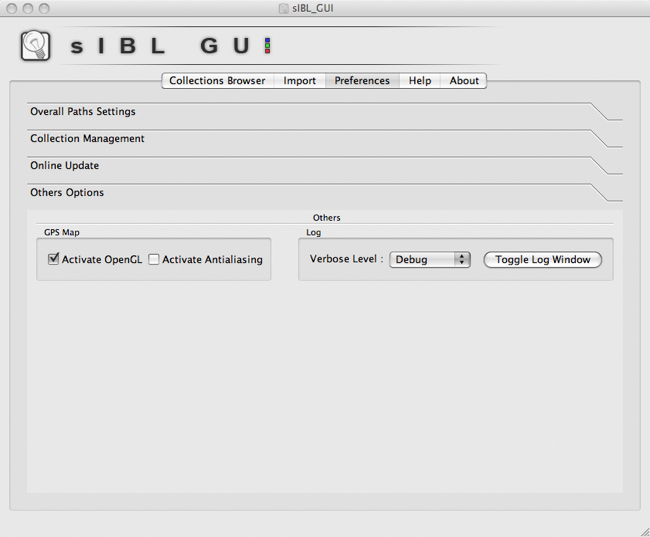 sIBL_GUI
sIBL GUI
Collections Browser Import Preferences Help About
Overall Paths Settings
Collection Management
Online Update
Others Options
Others
GPS Map Log
Activate OpenGL Activate Antialiasing Verbose Level : Debug Toggle Log Window